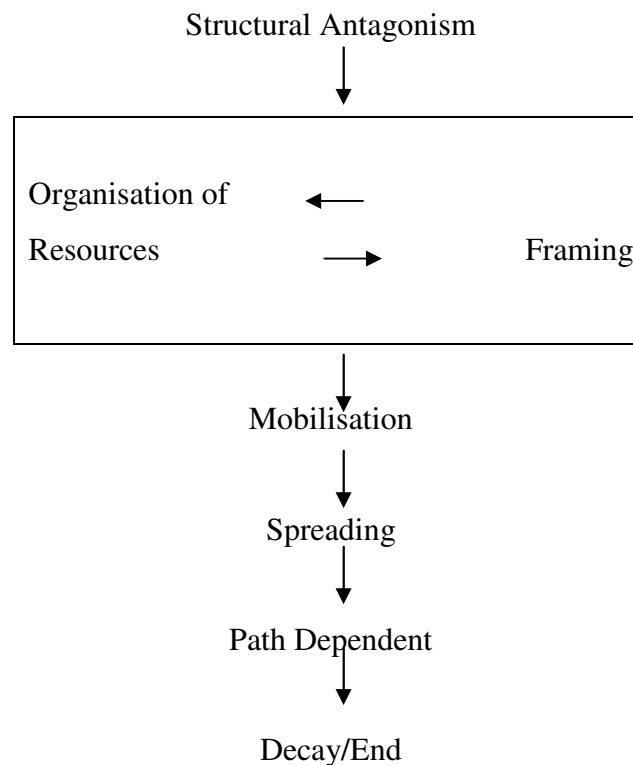 Structural Antagonism
Organisation of
Resources Framing
Mobilisation
Spreading
Path Dependent
Decay/End